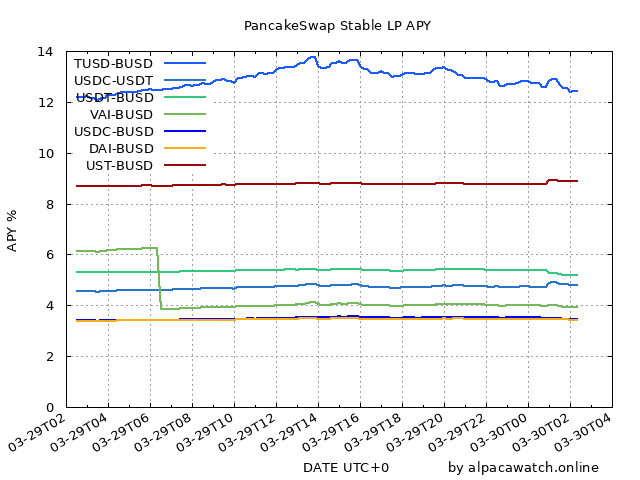 PancakeSwap Stable LP APY
14
12
10
8
6
4
2
0
APY %
TUSD-BUSD
USDC-USDT
USDT-BUSD
VAI-BUSD
USDC-BUSD
DAI-BUSD
UST-BUSD
03-29T02
03-29T04
03-29T06
03-29T08
03-29T10
03-29T12
03-29T14
03-29T16
03-29T18
03-29T20
03-29T22
03-30T00
03-30T02
03-30T04
DATE UTC+0
by alpacawatch.online